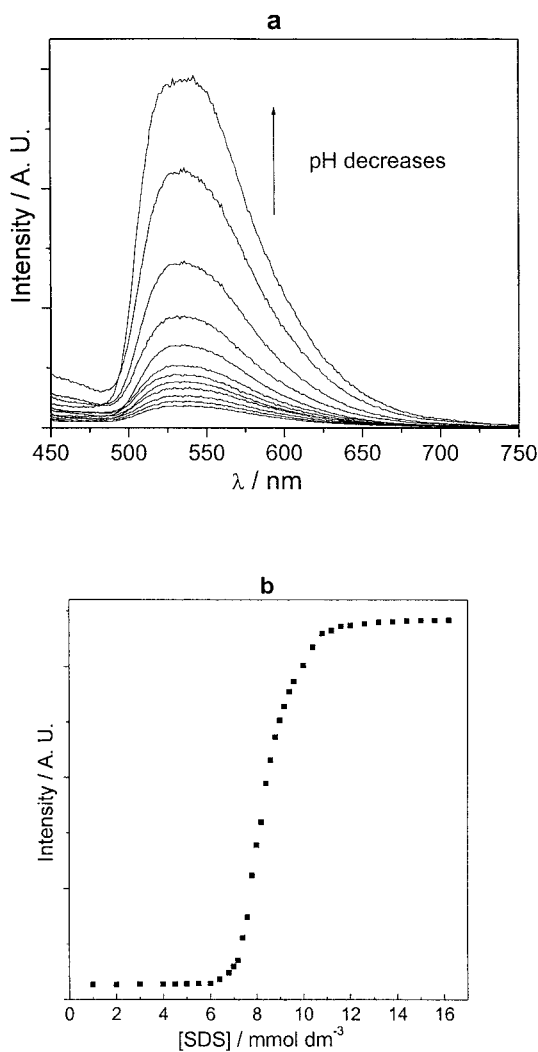 a
Intensity / A. U.
pH decreases
450 500 550 600 650 700 750
λ / nm
b
Intensity / A. U.
0 2 4 6 8 10 12 14 16
[SDS] / mmol dm⁻³